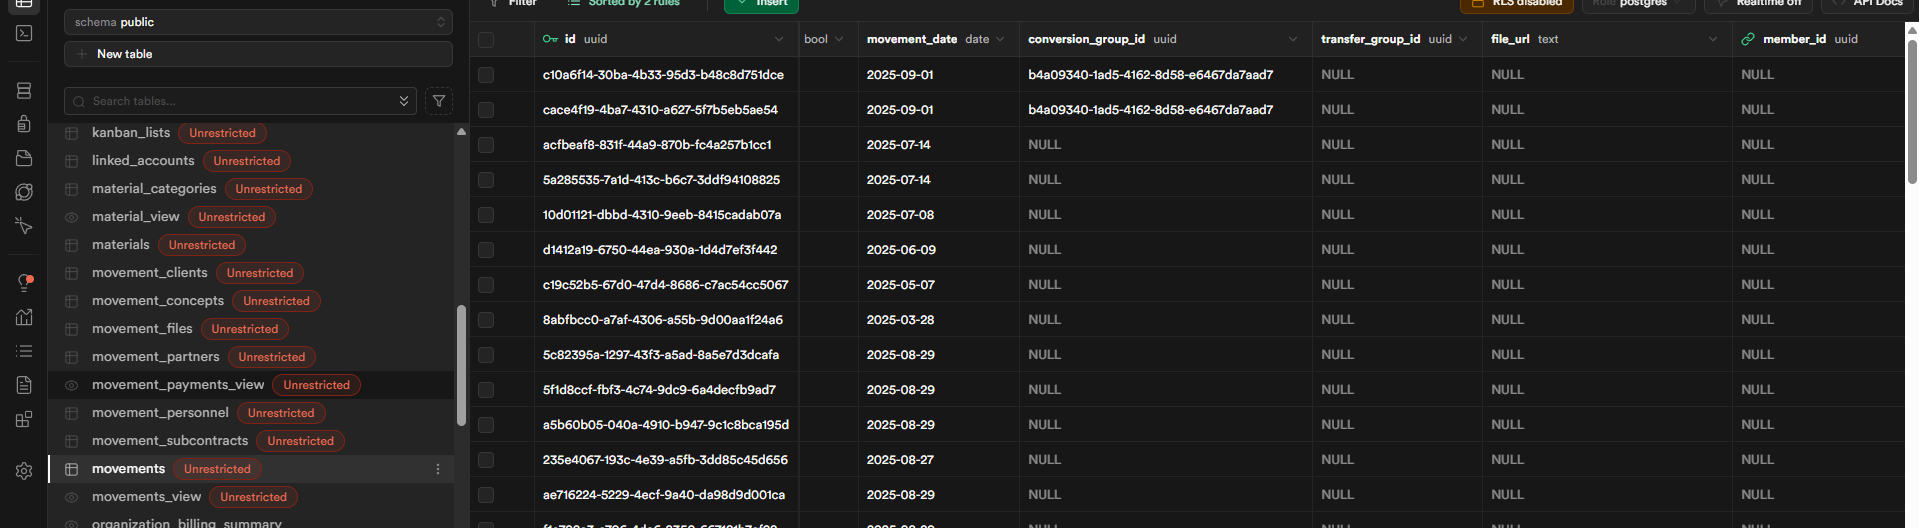 schema public
New table
Search tables...
kanban_lists Unrestricted
linked_accounts Unrestricted
material_categories Unrestricted
material_view Unrestricted
materials Unrestricted
movement_clients Unrestricted
movement_concepts Unrestricted
movement_files Unrestricted
movement_partners Unrestricted
movement_payments_view Unrestricted
movement_personnel Unrestricted
movement_subcontracts Unrestricted
movements Unrestricted
movements_view Unrestricted
organization_billing_summary
Filter Sorted by 2 rules Insert RLS disabled Role postgres Realtime off API Docs
id uuid bool movement_date date conversion_group_id uuid transfer_group_id uuid file_url text member_id uuid
c10a6f14-30ba-4b33-95d3-b48c8d751dce 2025-09-01 b4a09340-1ad5-4162-8d58-e6467da7aad7 NULL NULL NULL
cace4f19-4ba7-4310-a627-5f7b5eb5ae54 2025-09-01 b4a09340-1ad5-4162-8d58-e6467da7aad7 NULL NULL NULL
acfbeaf8-831f-44a9-870b-fc4a257b1cc1 2025-07-14 NULL NULL NULL NULL
5a285535-7a1d-413c-b6c7-3ddf94108825 2025-07-14 NULL NULL NULL NULL
10d01121-dbbd-4310-9eeb-8415cadab07a 2025-07-08 NULL NULL NULL NULL
d1412a19-6750-44ea-930a-1d4d7ef3f442 2025-06-09 NULL NULL NULL NULL
c19c52b5-67d0-47d4-8686-c7ac54cc5067 2025-05-07 NULL NULL NULL NULL
8abfbcc0-a7af-4306-a55b-9d00aa1f24a6 2025-03-28 NULL NULL NULL NULL
5c82395a-1297-43f3-a5ad-8a5e7d3dcafa 2025-08-29 NULL NULL NULL NULL
5f1d8ccf-fbf3-4c74-9dc9-6a4decfb9ad7 2025-08-29 NULL NULL NULL NULL
a5b60b05-040a-4910-b947-9c1c8bca195d 2025-08-29 NULL NULL NULL NULL
235e4067-193c-4e39-a5fb-3dd85c45d656 2025-08-27 NULL NULL NULL NULL
ae716224-5229-4ecf-9a40-da98d9d001ca 2025-08-29 NULL NULL NULL NULL